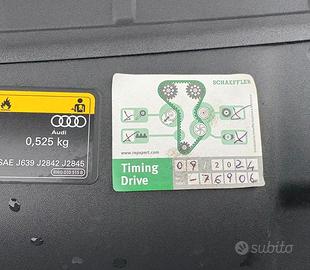 Audi
0,525 kg
SAE J639 J2842 J2845
SCHAEFFLER
www.repxpert.com
Timing
Drive
09/2024
-76906
subito